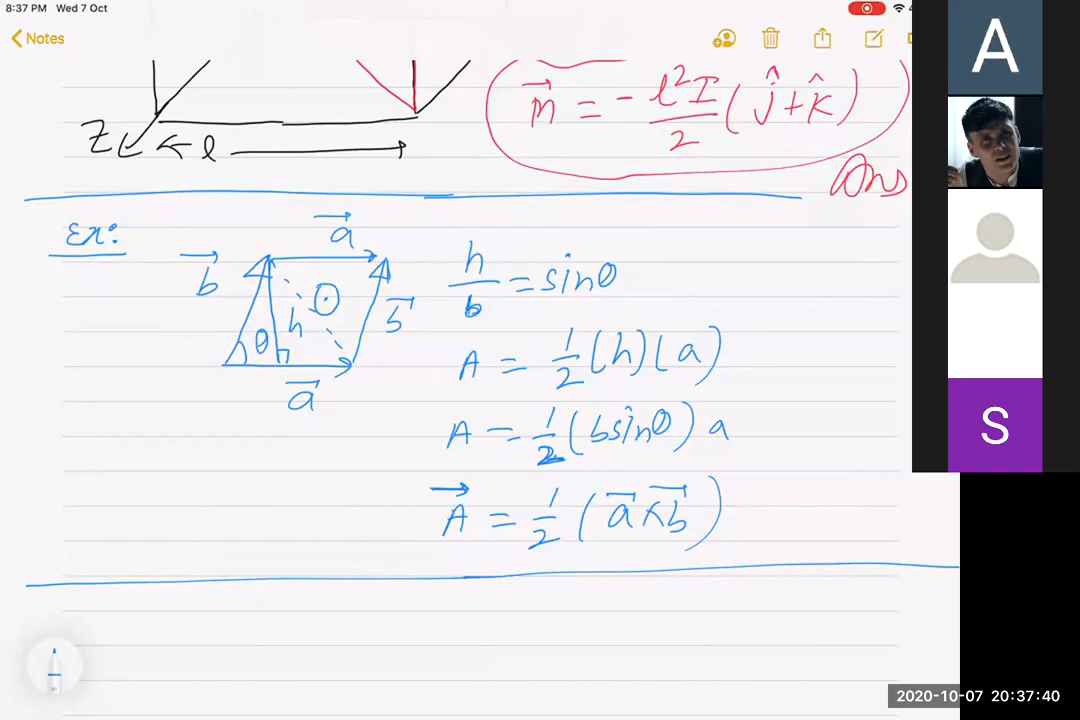 8:37 PM Wed 7 Oct
Notes
Z l
m⃗ = - l²I/2 (ĵ + k̂)
Ans
Ex:
a⃗
b⃗
h/b = sinθ
θ h b⃗
a⃗
A = 1/2 (h)(a)
A = 1/2 (b sinθ) a
A⃗ = 1/2 (a⃗ × b⃗)
A
S
2020-10-07 20:37:40